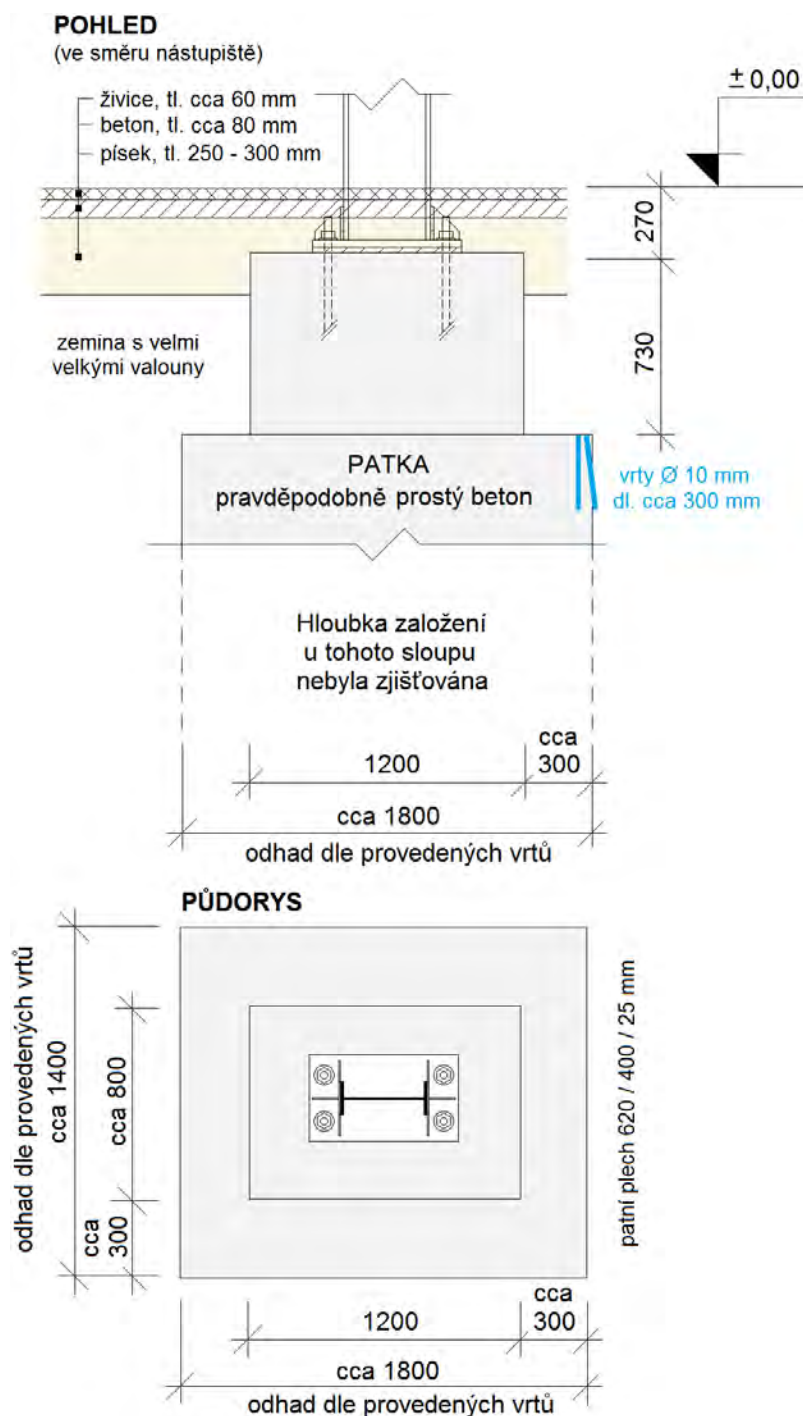 POHLED
(ve směru nástupiště)
± 0,00
živice, tl. cca 60 mm
beton, tl. cca 80 mm
písek, tl. 250 - 300 mm
270
zemina s velmi
velkými valouny
730
PATKA
pravděpodobně prostý beton
vrty Ø 10 mm
dl. cca 300 mm
Hloubka založení
u tohoto sloupu
nebyla zjišťována
1200
cca
300
cca 1800
odhad dle provedených vrtů
PŮDORYS
odhad dle provedených vrtů
cca 1400
cca 800
cca
300
patní plech 620 / 400 / 25 mm
1200
cca
300
cca 1800
odhad dle provedených vrtů